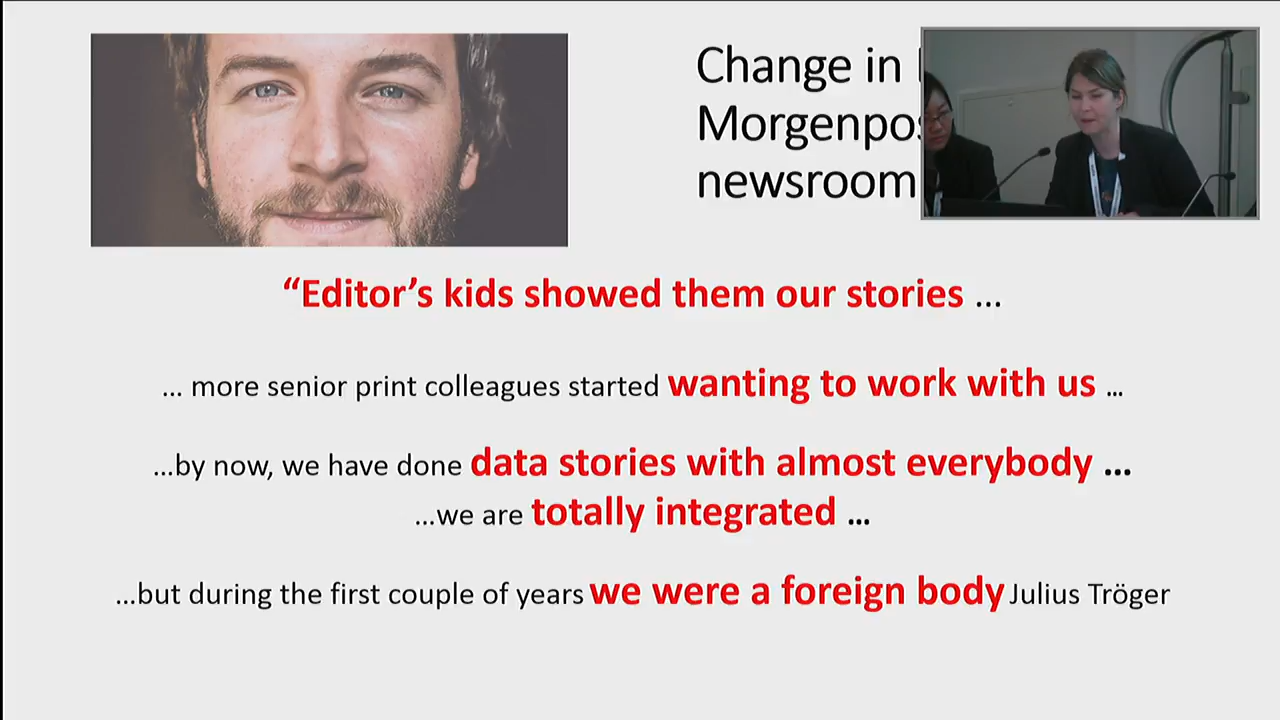 Change in
Morgenpos
newsroom
“Editor’s kids showed them our stories ...
... more senior print colleagues started wanting to work with us ...
...by now, we have done data stories with almost everybody ...
...we are totally integrated ...
...but during the first couple of years we were a foreign body Julius Tröger